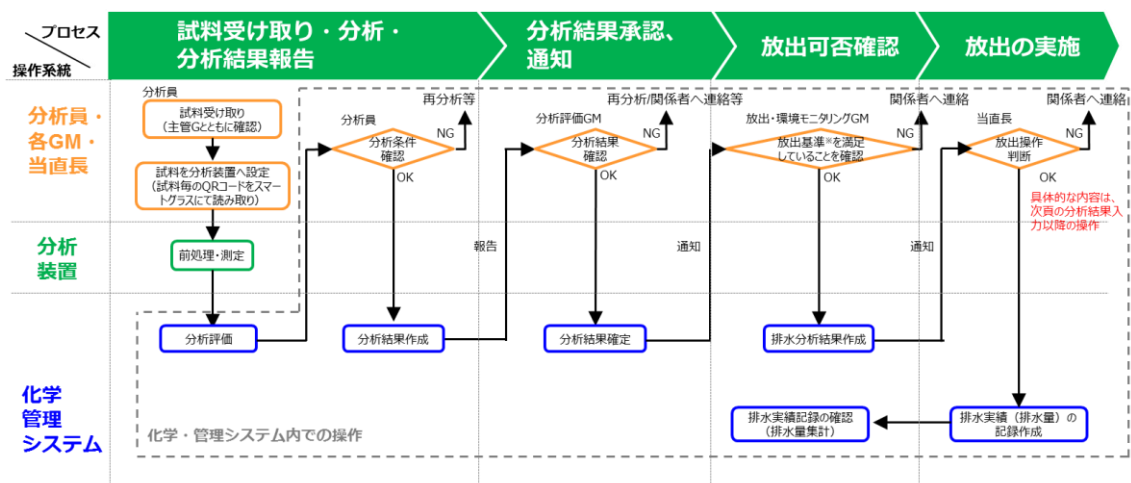 プロセス
操作系統
試料受け取り・分析・
分析結果報告
分析結果承認、
通知
放出可否確認
放出の実施
分析員・
各GM・
当直長
分析員
試料受け取り
（主管Gとともに確認）
試料を分析装置へ設定
（試料毎のQRコードをスマー
トグラスにて読み取り）
分析員
分析条件
確認
再分析等
NG
OK
分析評価GM
分析結果
確認
再分析/関係者へ連絡等
NG
OK
放出・環境モニタリングGM
放出基準※を満足
していることを確認
関係者へ連絡
NG
OK
当直長
放出操作
判断
関係者へ連絡
NG
OK
具体的な内容は、
次頁の分析結果入
力以降の操作
分析
装置
前処理・測定
報告
通知
通知
化学
管理
システム
分析評価
分析結果作成
分析結果確定
排水分析結果作成
排水実績記録の確認
（排水量集計）
排水実績（排水量）の
記録作成
化学・管理システム内での操作